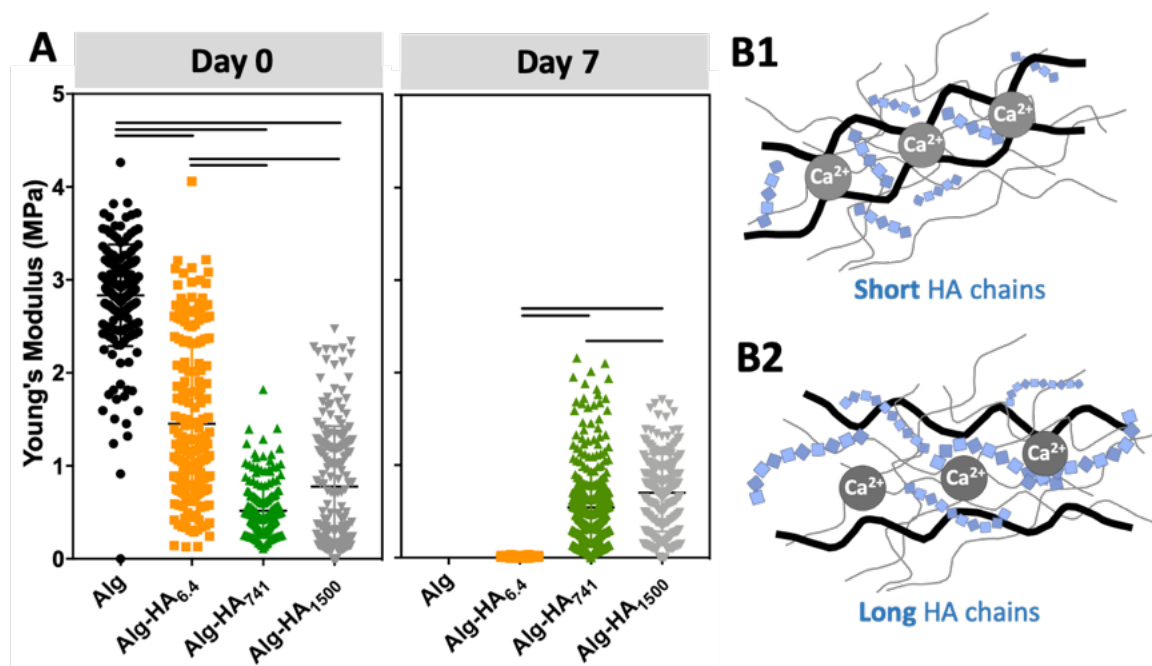 A
Day 0
Day 7
Young's Modulus (MPa)
5
4
3
2
1
0
Alg
Alg-HA6.4
Alg-HA741
Alg-HA1500
Alg
Alg-HA6.4
Alg-HA741
Alg-HA1500
B1
Ca2+
Ca2+
Ca2+
Short HA chains
B2
Ca2+
Ca2+
Ca2+
Long HA chains